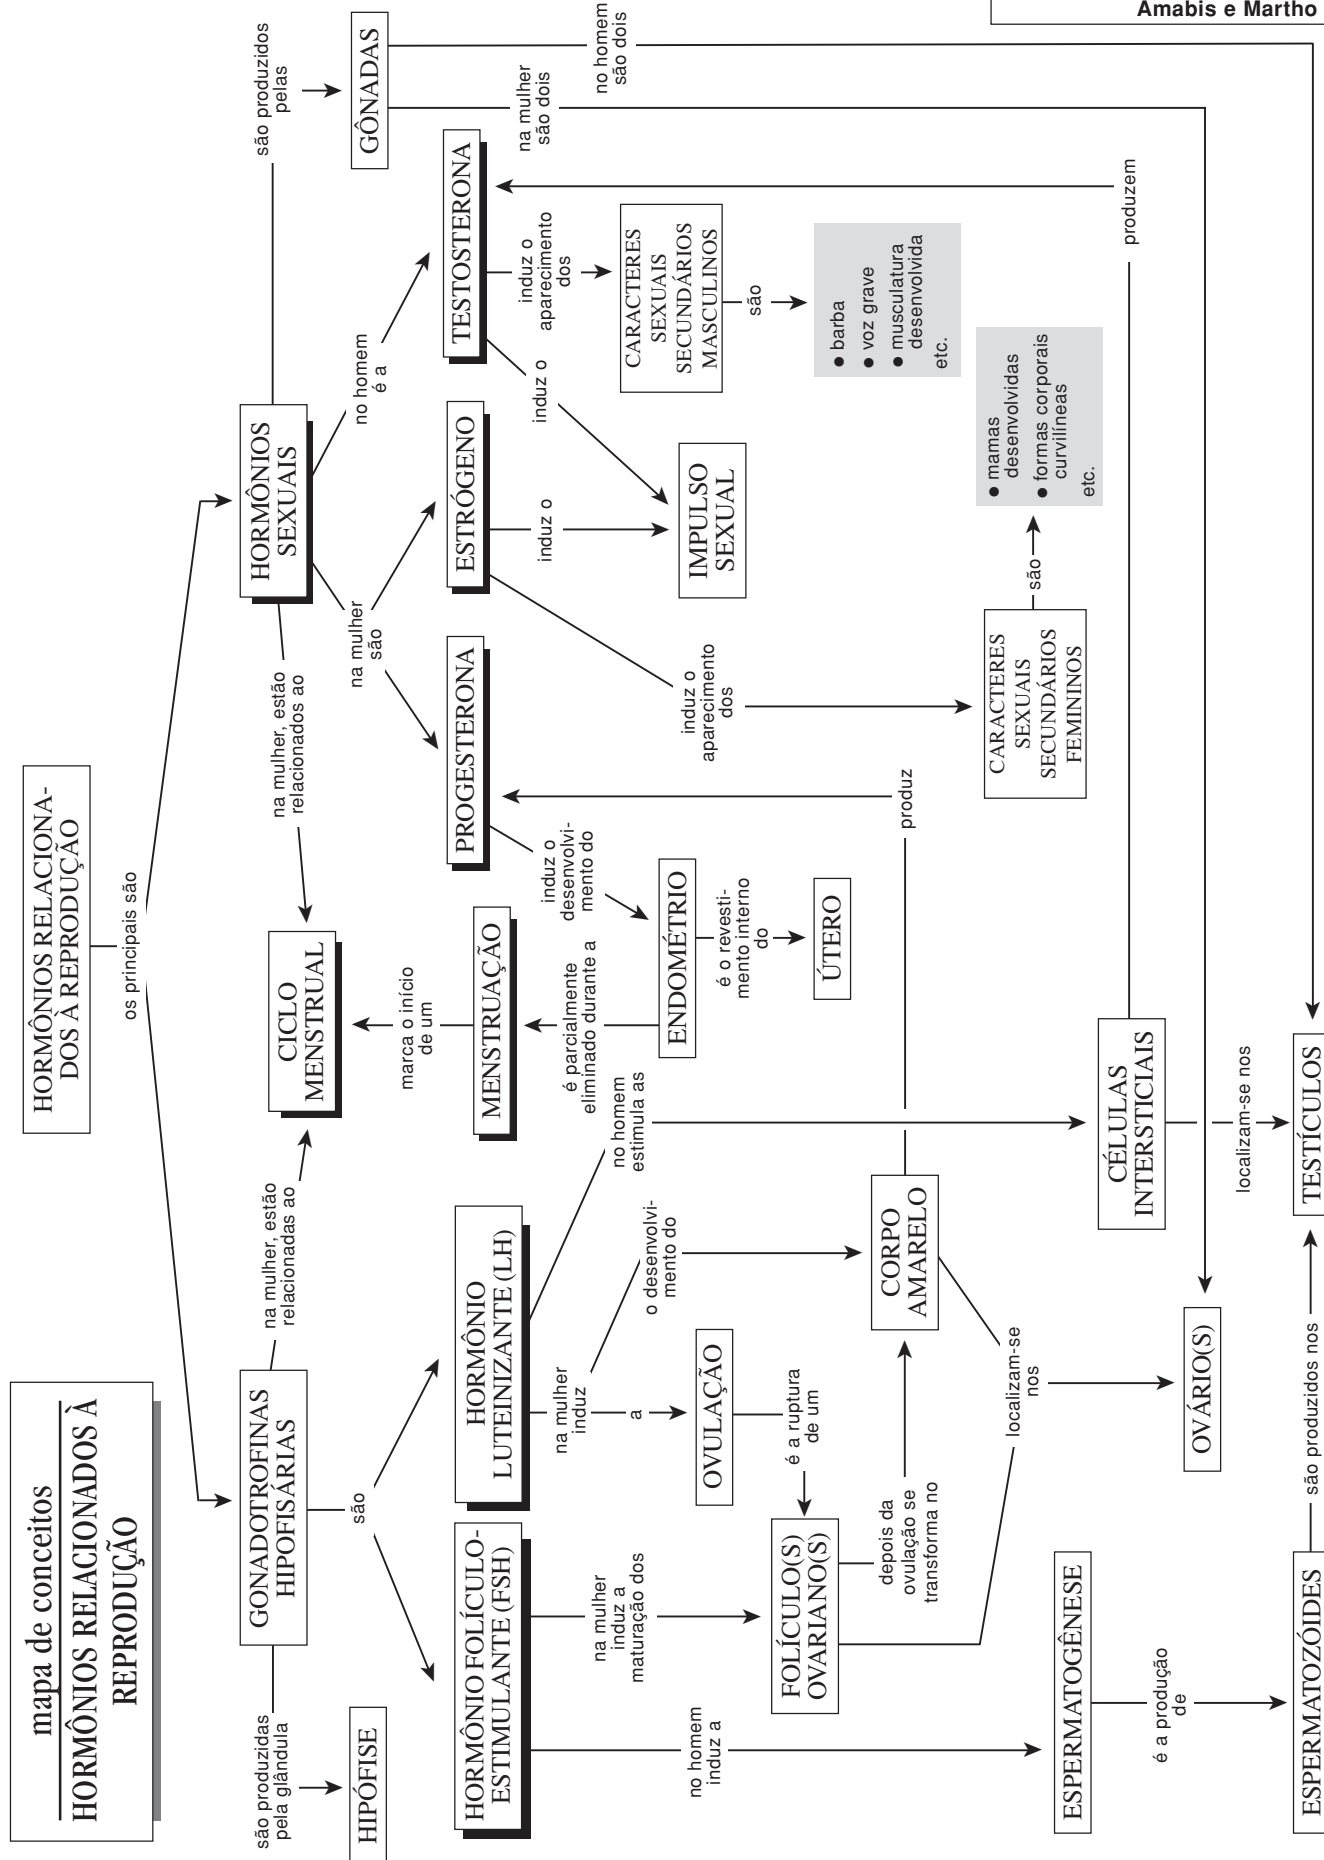 Amabis e Martho
mapa de conceitos
HORMÔNIOS RELACIONADOS À
REPRODUÇÃO
HORMÔNIOS RELACIONA-
DOS À REPRODUÇÃO
os principais são
são produzidas
pela glândula
HIPÓFISE
GONADOTROFINAS
HIPOFISÁRIAS
na mulher, estão
relacionadas ao
CICLO
MENSTRUAL
na mulher, estão
relacionados ao
HORMÔNIOS
SEXUAIS
são produzidos
pelas
GÔNADAS
são
marca o início
de um
na mulher
são
no homem
é a
na mulher
são dois
no homem
são dois
HORMÔNIO FOLÍCULO-
ESTIMULANTE (FSH)
HORMÔNIO
LUTEINIZANTE (LH)
MENSTRUAÇÃO
PROGESTERONA
ESTRÓGENO
TESTOSTERONA
no homem
induz a
na mulher
induz a
maturação dos
na mulher
induz
a
o desenvolvi-
mento do
no homem
estimula as
é parcialmente
eliminado durante a
induz o
desenvolvi-
mento do
induz o
aparecimento
dos
induz o
induz o
induz o
aparecimento
dos
OVULAÇÃO
é a ruptura
de um
ENDOMÉTRIO
é o revesti-
mento interno
do
ÚTERO
IMPULSO
SEXUAL
CARACTERES
SEXUAIS
SECUNDÁRIOS
MASCULINOS
são
● barba
● voz grave
● musculatura
desenvolvida
etc.
FOLÍCULO(S)
OVARIANO(S)
depois da
ovulação se
transforma no
CORPO
AMARELO
produz
localizam-se
nos
CARACTERES
SEXUAIS
SECUNDÁRIOS
FEMININOS
são
● mamas
desenvolvidas
● formas corporais
curvilíneas
etc.
ESPERMATOGÊNESE
é a produção
de
CÉLULAS
INTERSTICIAIS
produzem
localizam-se nos
OVÁRIO(S)
ESPERMATOZÓIDES
são produzidos nos
TESTÍCULOS